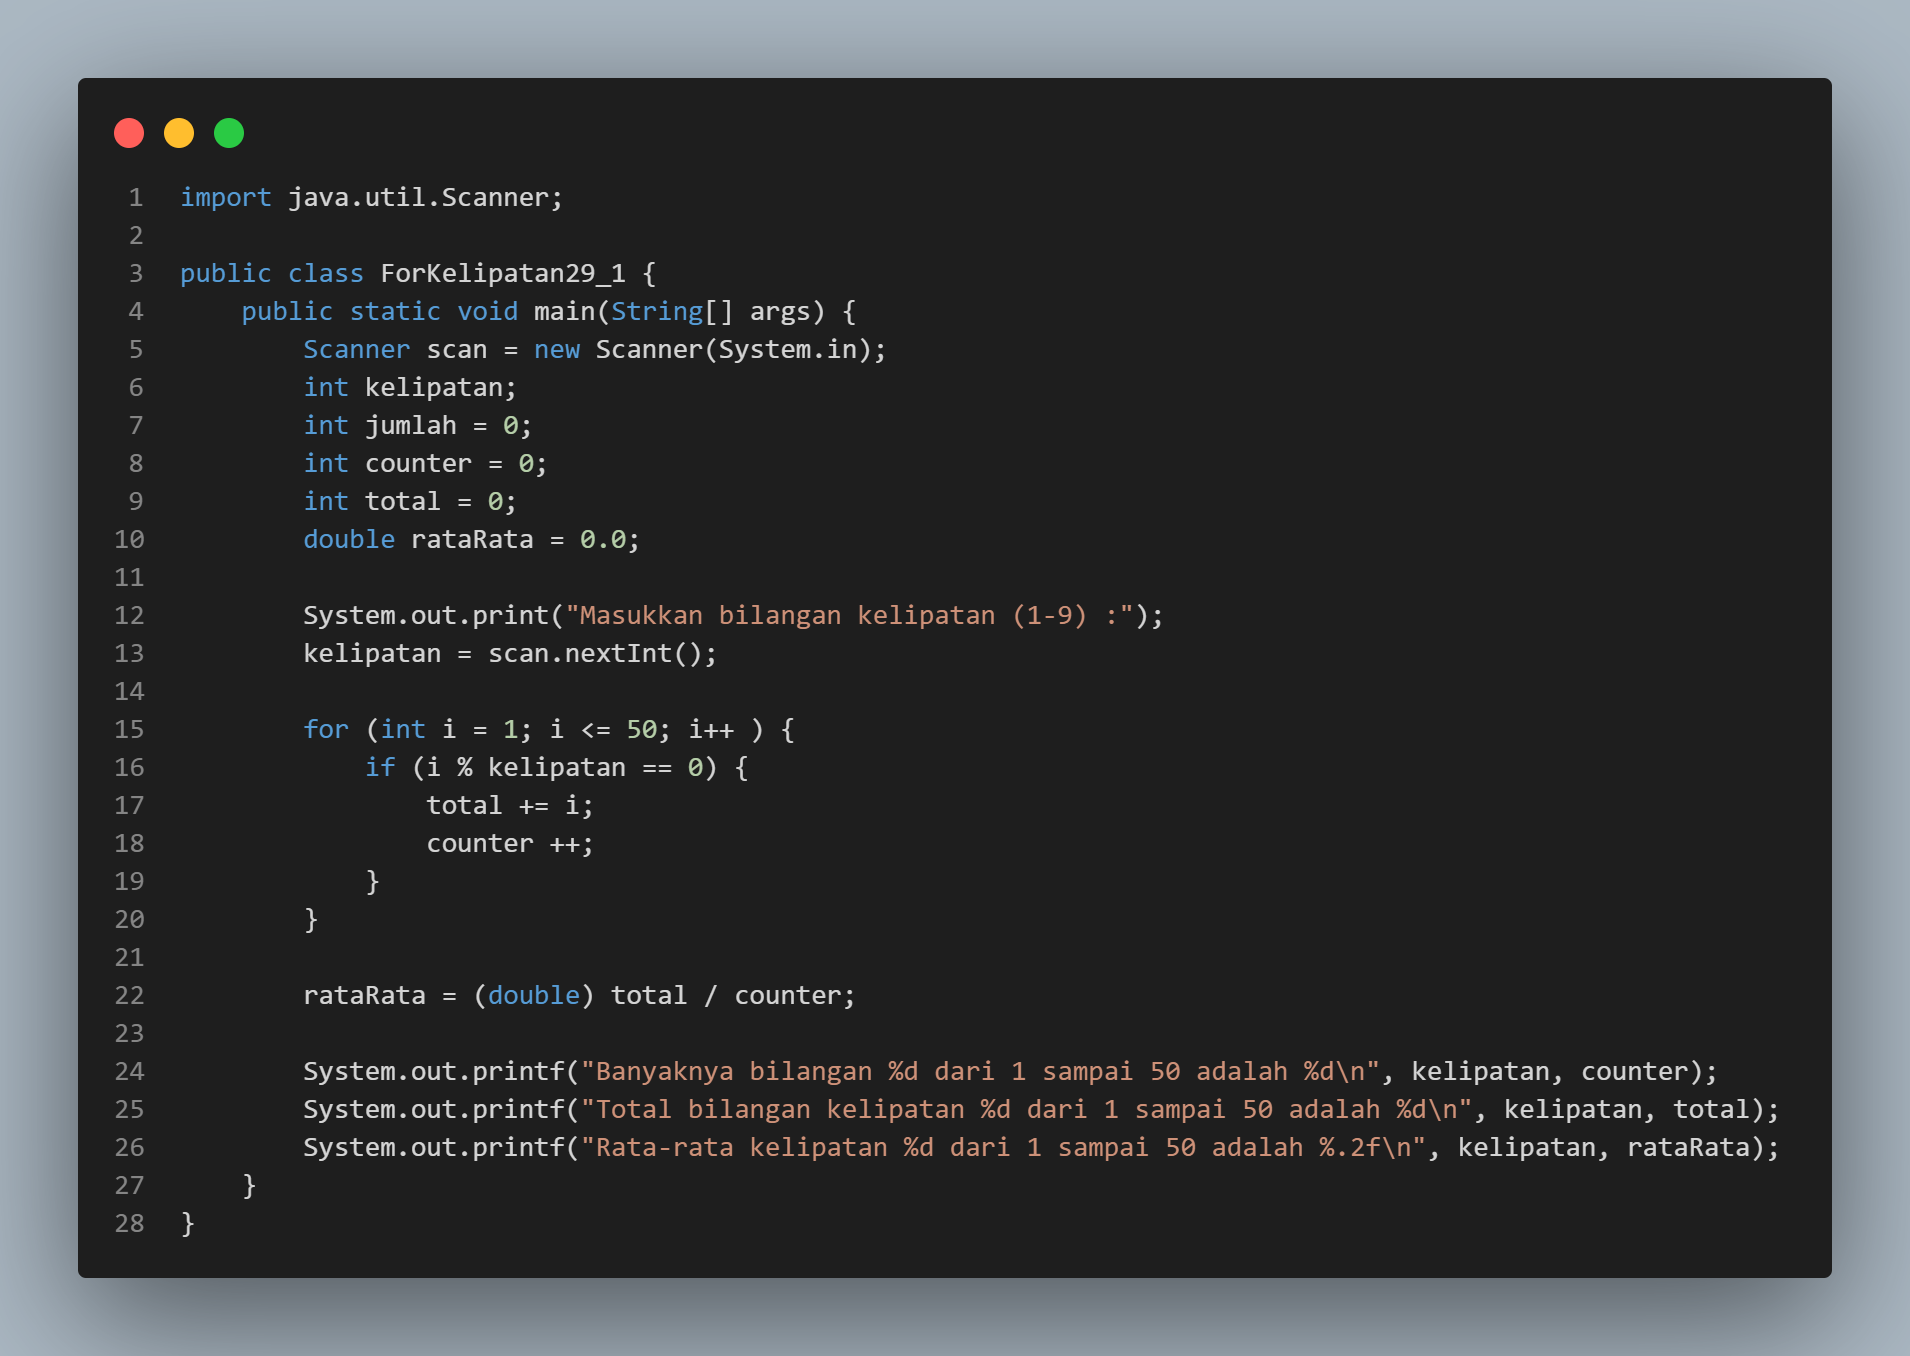 1 import java.util.Scanner;
2
3 public class ForKelipatan29_1 {
4     public static void main(String[] args) {
5         Scanner scan = new Scanner(System.in);
6         int kelipatan;
7         int jumlah = 0;
8         int counter = 0;
9         int total = 0;
10         double rataRata = 0.0;
11
12         System.out.print("Masukkan bilangan kelipatan (1-9) :");
13         kelipatan = scan.nextInt();
14
15         for (int i = 1; i <= 50; i++ ) {
16             if (i % kelipatan == 0) {
17                 total += i;
18                 counter ++;
19             }
20         }
21
22         rataRata = (double) total / counter;
23
24         System.out.printf("Banyaknya bilangan %d dari 1 sampai 50 adalah %d\n", kelipatan, counter);
25         System.out.printf("Total bilangan kelipatan %d dari 1 sampai 50 adalah %d\n", kelipatan, total);
26         System.out.printf("Rata-rata kelipatan %d dari 1 sampai 50 adalah %.2f\n", kelipatan, rataRata);
27     }
28 }